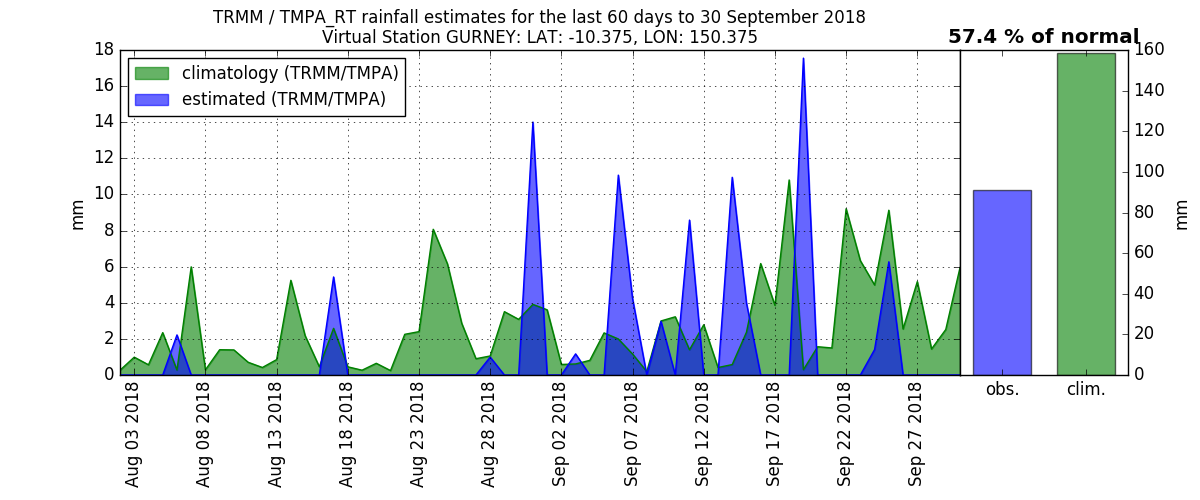 TRMM / TMPA_RT rainfall estimates for the last 60 days to 30 September 2018
Virtual Station GURNEY: LAT: -10.375, LON: 150.375
57.4 % of normal
climatology (TRMM/TMPA)
estimated (TRMM/TMPA)
18
16
14
12
10
8
6
4
2
0
mm
Aug 03 2018
Aug 08 2018
Aug 13 2018
Aug 18 2018
Aug 23 2018
Aug 28 2018
Sep 02 2018
Sep 07 2018
Sep 12 2018
Sep 17 2018
Sep 22 2018
Sep 27 2018
160
140
120
100
80
60
40
20
0
mm
obs.
clim.